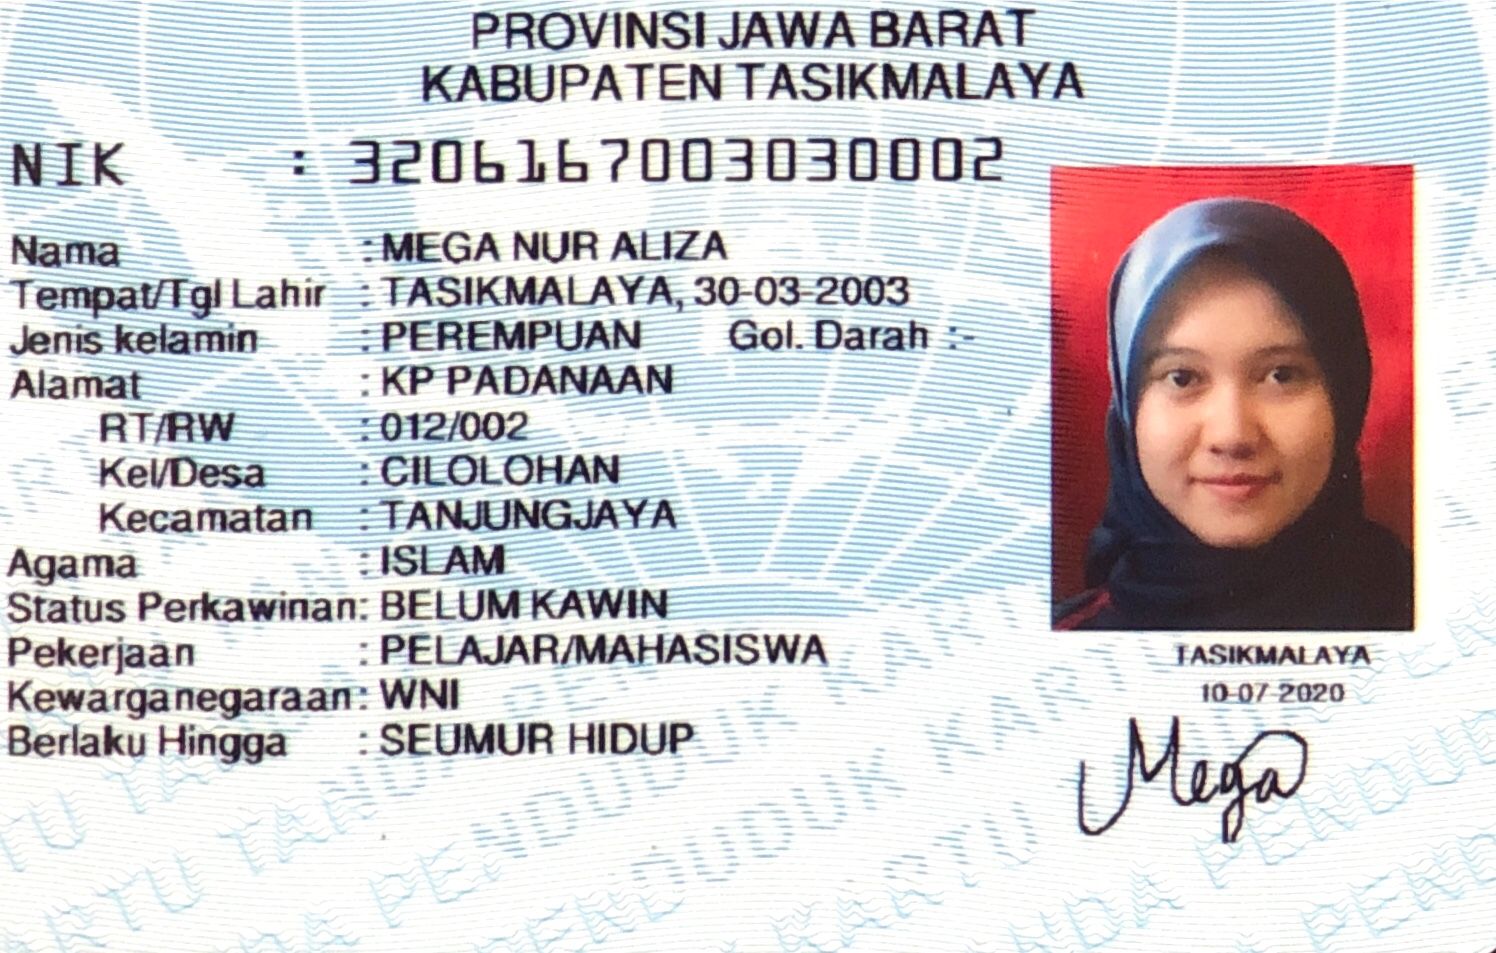 PROVINSI JAWA BARAT
KABUPATEN TASIKMALAYA
NIK : 3206167003030002
Nama : MEGA NUR ALIZA
Tempat/Tgl Lahir : TASIKMALAYA, 30-03-2003
Jenis kelamin : PEREMPUAN Gol. Darah :-
Alamat : KP PADANAAN
RT/RW : 012/002
Kel/Desa : CILOLOHAN
Kecamatan : TANJUNGJAYA
Agama : ISLAM
Status Perkawinan: BELUM KAWIN
Pekerjaan : PELAJAR/MAHASISWA
Kewarganegaraan: WNI
Berlaku Hingga : SEUMUR HIDUP
TASIKMALAYA
10-07-2020
Mega